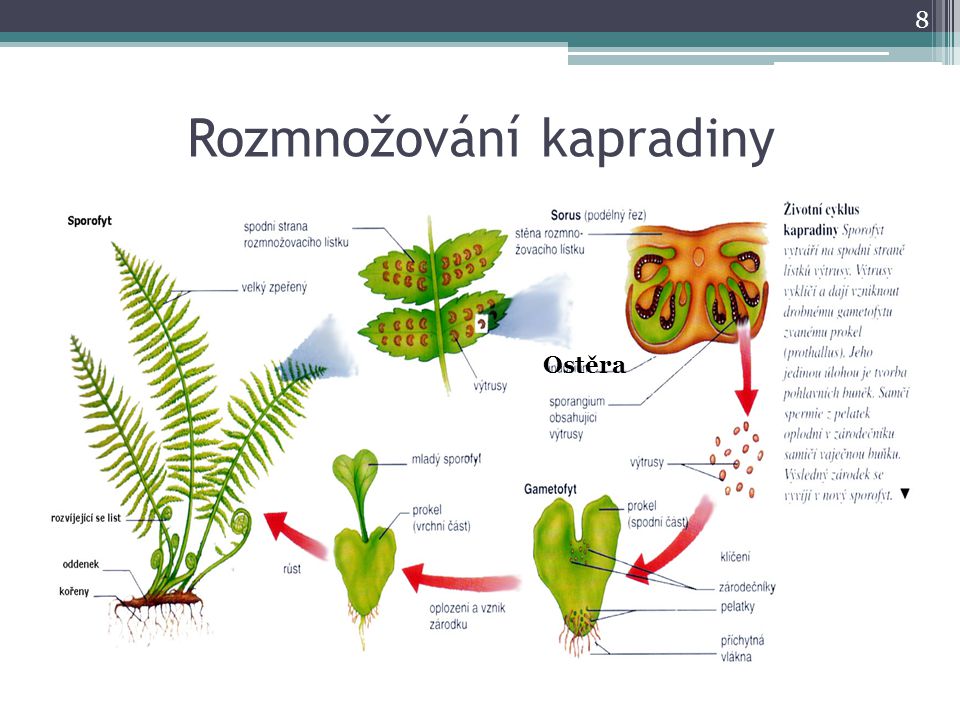 8
Rozmnožování kapradiny
Sporofyt
velký zpeřený
rozvíjející se list
oddenek
kořeny
spodní strana
rozmnožovacího lístku
výtrusy
Sorus (podélný řez)
stěna rozmno-
žovacího lístku
Ostěra
sporangium
obsahující
výtrusy
výtrusy
Gametofyt
prokel
(spodní část)
klíčení
zárodečníky
pelatky
příchytná
vlákna
oplození a vznik
zárodku
mladý sporofyt
prokel
(vrchní část)
růst
Životní cyklus
kapradiny Sporofyt
vytváří na spodní straně
lístků výtrusy. Výtrusy
vyklíčí a dají vzniknout
drobnému gametofytu
zvanému prokel
(prothallus). Jeho
jedinou úlohou je tvorba
pohlavních buněk. Samčí
spermie z pelatek
oplodní v zárodečníku
samičí vaječnou buňku.
Výsledný zárodek se
vyvíjí v nový sporofyt. ▼